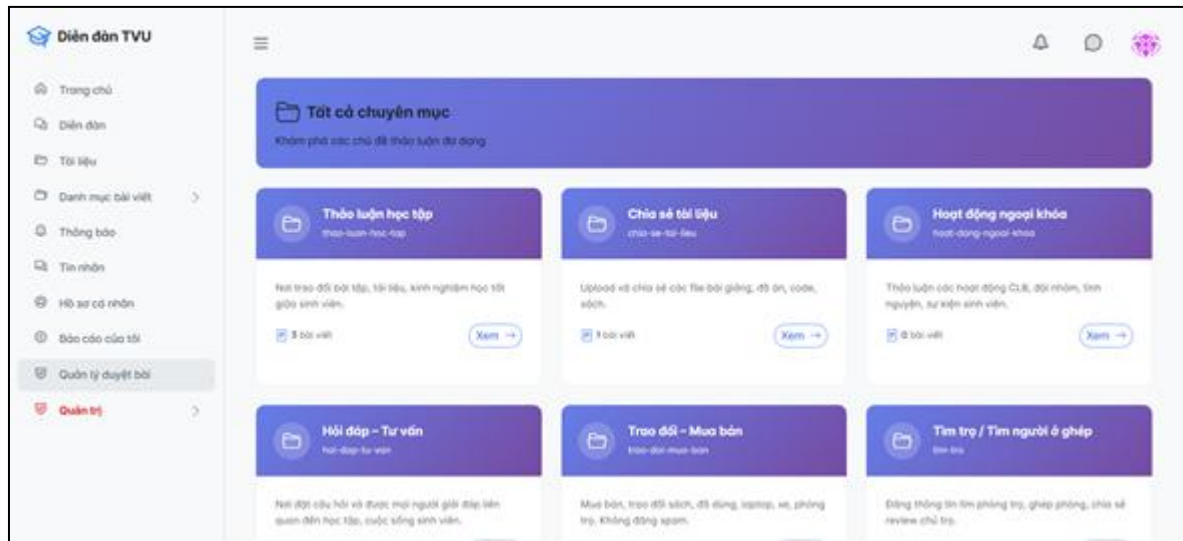 Diễn đàn TVU
Trang chủ
Diễn đàn
Tài liệu
Danh mục bài viết
Thông báo
Tin nhắn
Hồ sơ cá nhân
Báo cáo của tôi
Quản lý duyệt bài
Quản trị
Tất cả chuyên mục
Khám phá các chủ đề thảo luận đa dạng
Thảo luận học tập
thao-luan-hoc-tap
Nơi trao đổi bài tập, tài liệu, kinh nghiệm học tốt
giữa sinh viên.
3 bài viết
Xem →
Chia sẻ tài liệu
chia-se-tai-lieu
Upload và chia sẻ các file bài giảng, đồ án, code,
sách.
1 bài viết
Xem →
Hoạt động ngoại khóa
hoat-dong-ngoai-khoa
Thảo luận các hoạt động CLB, đội nhóm, tình
nguyện, sự kiện sinh viên.
0 bài viết
Xem →
Hỏi đáp – Tư vấn
hoi-dap-tu-van
Nơi đặt câu hỏi và được mọi người giải đáp liên
quan đến học tập, cuộc sống sinh viên.
Trao đổi – Mua bán
trao-doi-mua-ban
Mua bán, trao đổi sách, đồ dùng, laptop, xe, phòng
trọ. Không đăng spam.
Tìm trọ / Tìm người ở ghép
tim-tro
Đăng thông tin tìm phòng trọ, ghép phòng, chia sẻ
review chủ trọ.